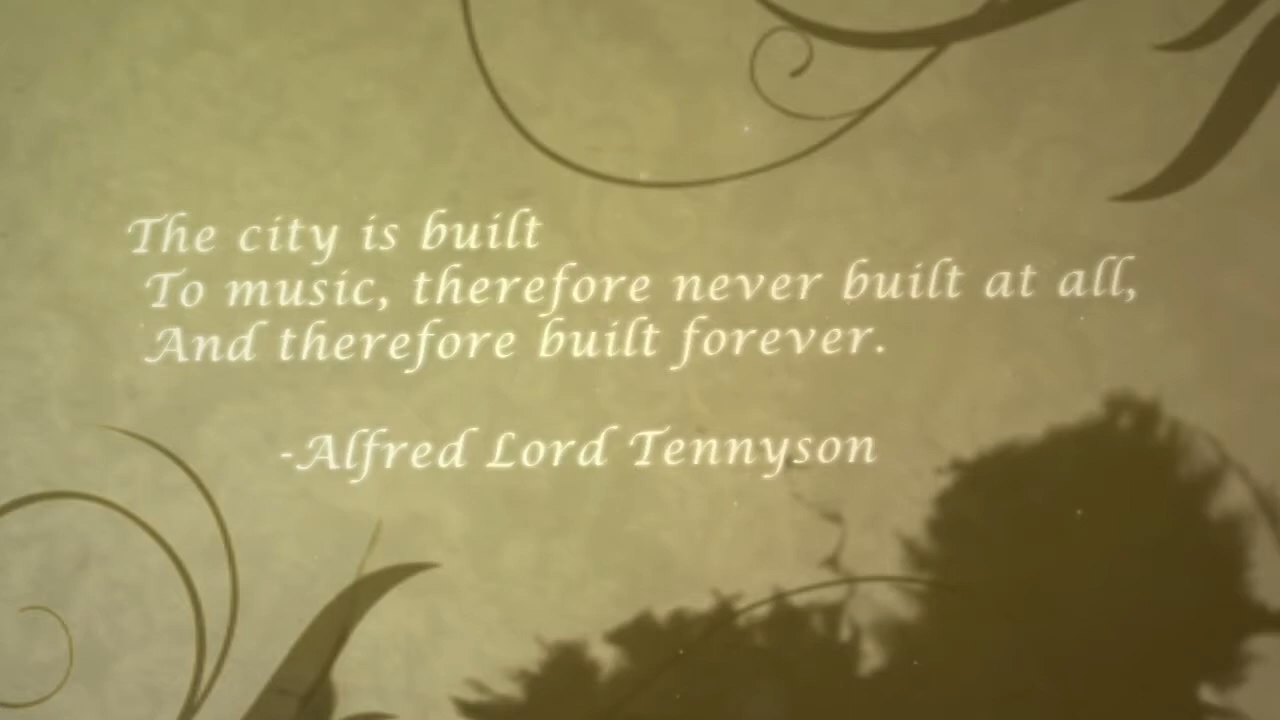 The city is built
To music, therefore never built at all,
And therefore built forever.
-Alfred Lord Tennyson